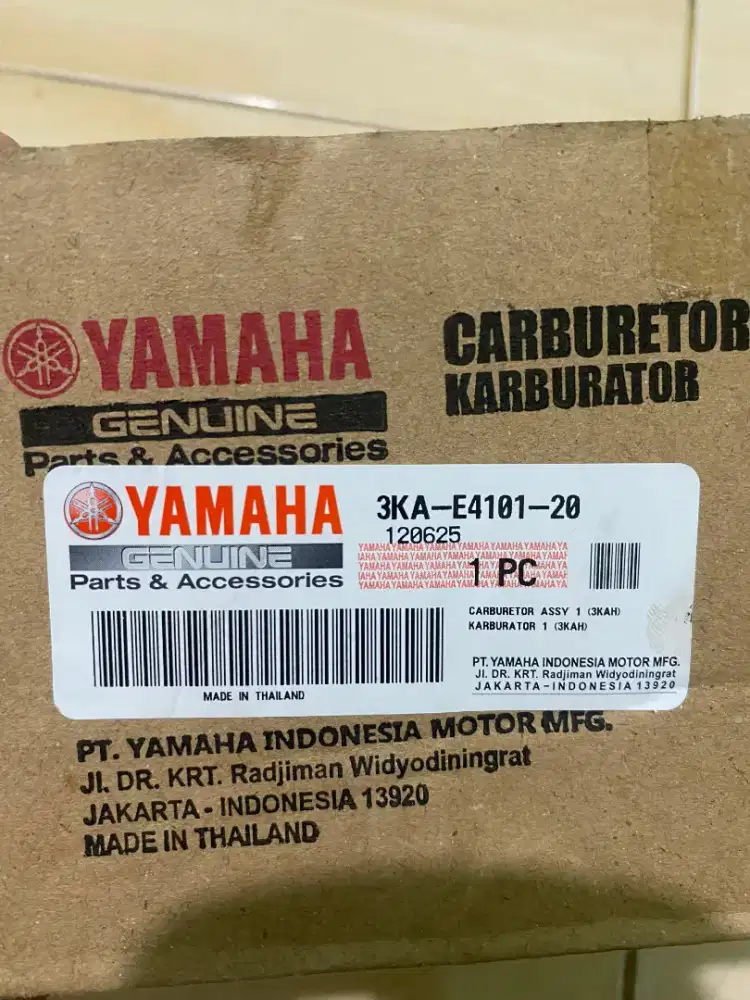 YAMAHA
GENUINE
Parts & Accessories
CARBURETOR
KARBURATOR
YAMAHA
GENUINE
Parts & Accessories
3KA-E4101-20
120625
1 PC
MADE IN THAILAND
CARBURETOR ASSY 1 (3KAH)
KARBURATOR 1 (3KAH)
PT. YAMAHA INDONESIA MOTOR MFG.
Jl. DR. KRT. Radjiman Widyodiningrat
JAKARTA - INDONESIA 13920
PT. YAMAHA INDONESIA MOTOR MFG.
Jl. DR. KRT. Radjiman Widyodiningrat
JAKARTA - INDONESIA 13920
MADE IN THAILAND